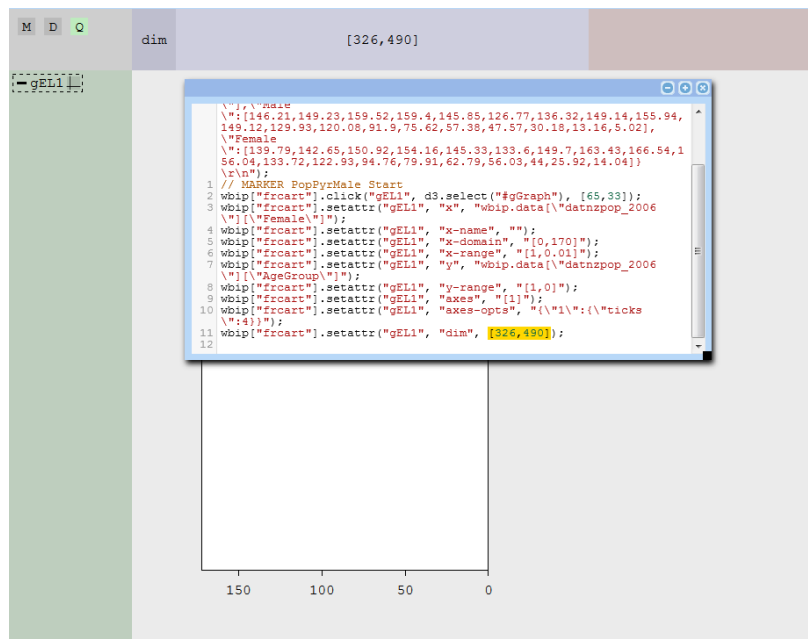 M D Q
dim
[326,490]
gEL1
\"],\"Male
\":[146.21,149.23,159.52,159.4,145.85,126.77,136.32,149.14,155.94,
149.12,129.93,120.08,91.9,75.62,57.38,47.57,30.18,13.16,5.02],
\"Female
\":[139.79,142.65,150.92,154.16,145.33,133.6,149.7,163.43,166.54,1
56.04,133.72,122.93,94.76,79.91,62.79,56.03,44,25.92,14.04]}
\r\n");
1 // MARKER PopPyrMale Start
2 wbip["frcart"].click("gEL1", d3.select("#gGraph"), [65,33]);
3 wbip["frcart"].setattr("gEL1", "x", "wbip.data[\"datnzpop_2006
\"][\"Female\"]");
4 wbip["frcart"].setattr("gEL1", "x-name", "");
5 wbip["frcart"].setattr("gEL1", "x-domain", "[0,170]");
6 wbip["frcart"].setattr("gEL1", "x-range", "[1,0.01]");
7 wbip["frcart"].setattr("gEL1", "y", "wbip.data[\"datnzpop_2006
\"][\"AgeGroup\"]");
8 wbip["frcart"].setattr("gEL1", "y-range", "[1,0]");
9 wbip["frcart"].setattr("gEL1", "axes", "[1]");
10 wbip["frcart"].setattr("gEL1", "axes-opts", "{\"1\":{\"ticks
\":4}}");
11 wbip["frcart"].setattr("gEL1", "dim", [326,490]);
12
150 100 50 0